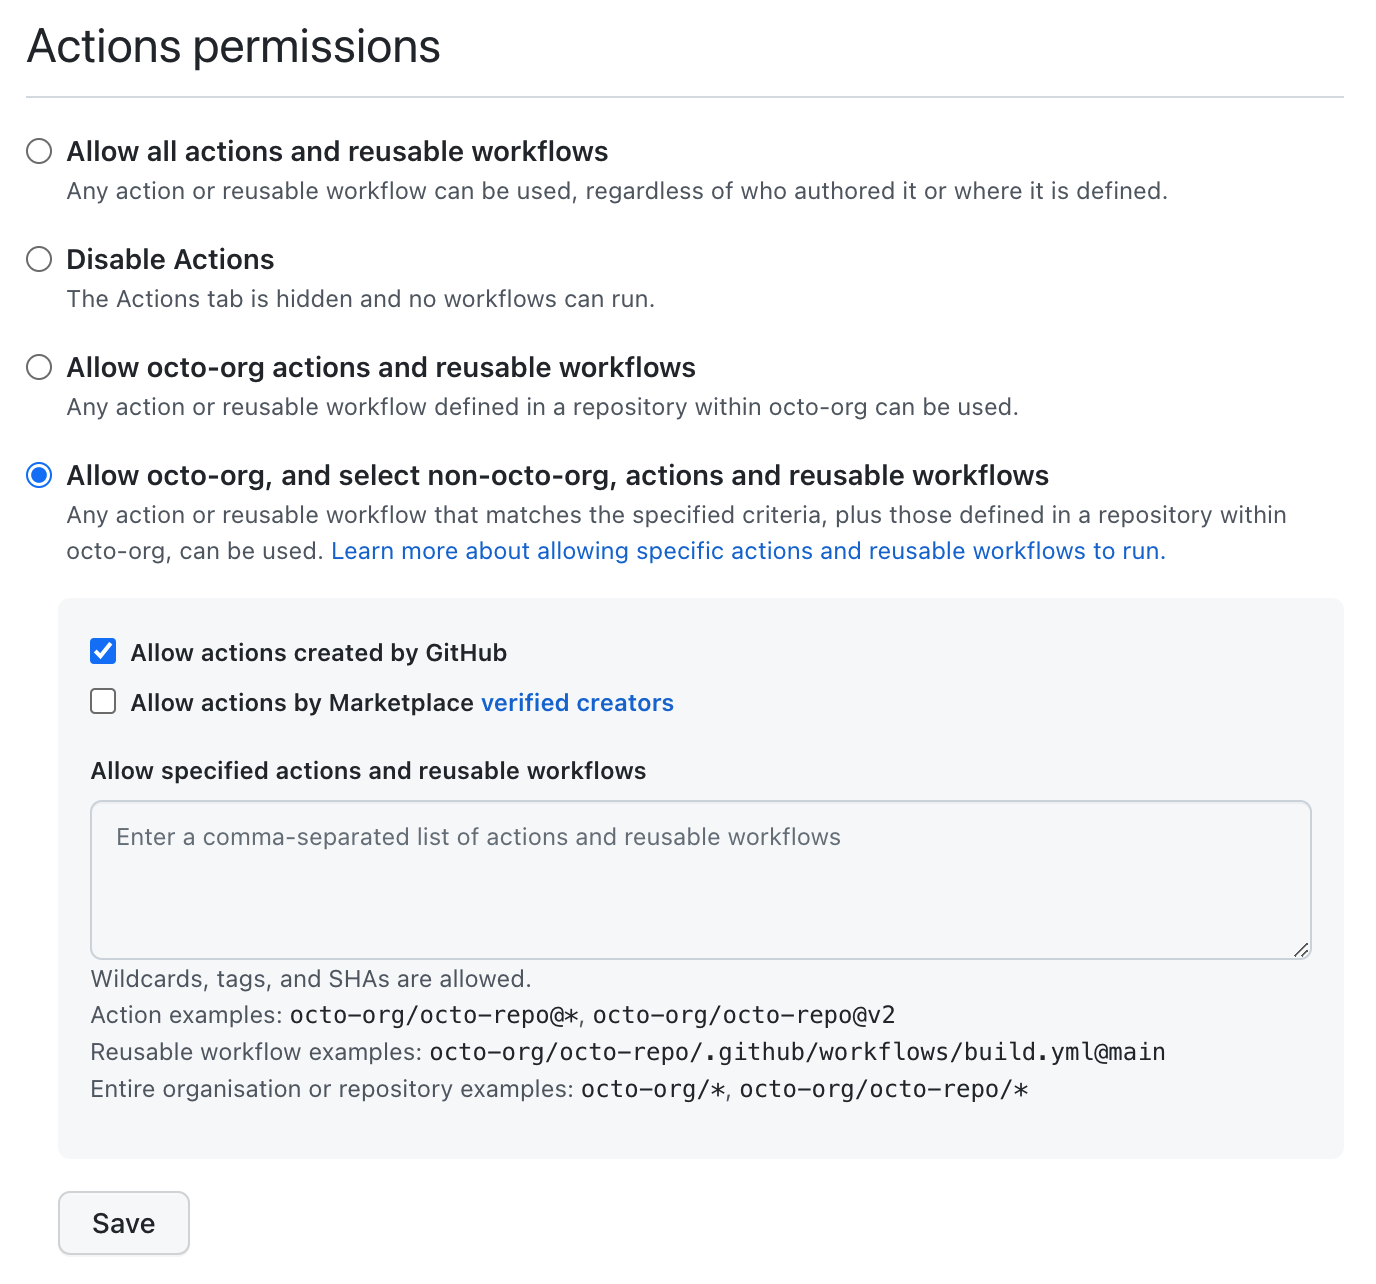 Actions permissions
Allow all actions and reusable workflows
Any action or reusable workflow can be used, regardless of who authored it or where it is defined.
Disable Actions
The Actions tab is hidden and no workflows can run.
Allow octo-org actions and reusable workflows
Any action or reusable workflow defined in a repository within octo-org can be used.
Allow octo-org, and select non-octo-org, actions and reusable workflows
Any action or reusable workflow that matches the specified criteria, plus those defined in a repository within
octo-org, can be used. Learn more about allowing specific actions and reusable workflows to run.
Allow actions created by GitHub
Allow actions by Marketplace verified creators
Allow specified actions and reusable workflows
Enter a comma-separated list of actions and reusable workflows
Wildcards, tags, and SHAs are allowed.
Action examples: octo-org/octo-repo@*, octo-org/octo-repo@v2
Reusable workflow examples: octo-org/octo-repo/.github/workflows/build.yml@main
Entire organisation or repository examples: octo-org/*, octo-org/octo-repo/*
Save